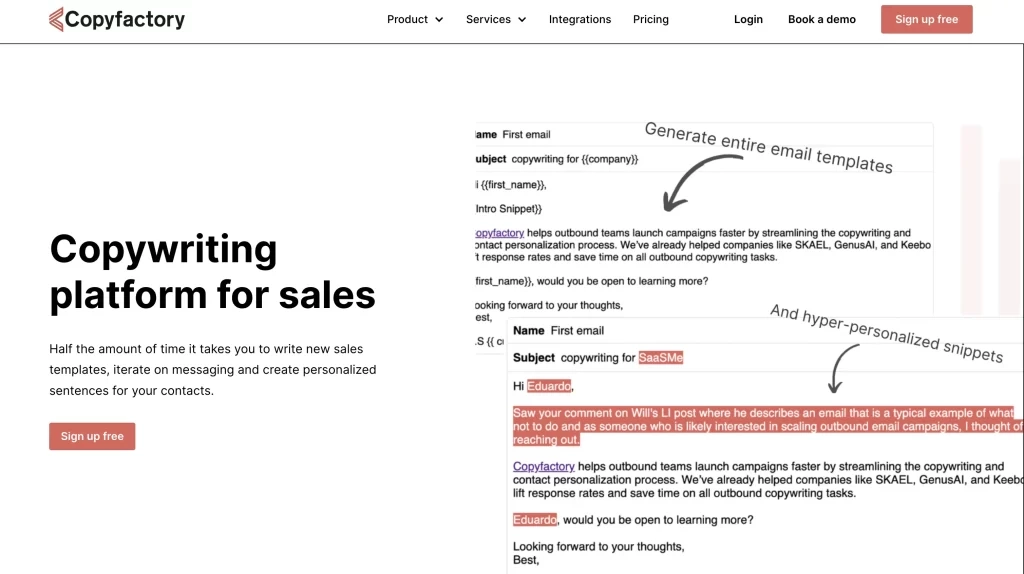 Copyfactory
Product
Services
Integrations
Pricing
Login
Book a demo
Sign up free
Copywriting
platform for sales
Half the amount of time it takes you to write new sales
templates, iterate on messaging and create personalized
sentences for your contacts.
Sign up free
Generate entire email templates
ame First email
ubject copywriting for {{company}}
i {{first_name}},
Intro Snippet}}
opyfactory helps outbound teams launch campaigns faster by streamlining the copywriting and
ontact personalization process. We've already helped companies like SKAEL, GenusAI, and Keebo
ft response rates and save time on all outbound copywriting tasks.
first_name}}, would you be open to learning more?
ooking forward to your thoughts,
est,
.S {{
And hyper-personalized snippets
Name First email
Subject copywriting for SaaSMe
Hi Eduardo,
Saw your comment on Will's LI post where he describes an email that is a typical example of what
not to do and as someone who is likely interested in scaling outbound email campaigns, I thought of
reaching out.
Copyfactory helps outbound teams launch campaigns faster by streamlining the copywriting and
contact personalization process. We've already helped companies like SKAEL, GenusAI, and Keebo
lift response rates and save time on all outbound copywriting tasks.
Eduardo, would you be open to learning more?
Looking forward to your thoughts,
Best,